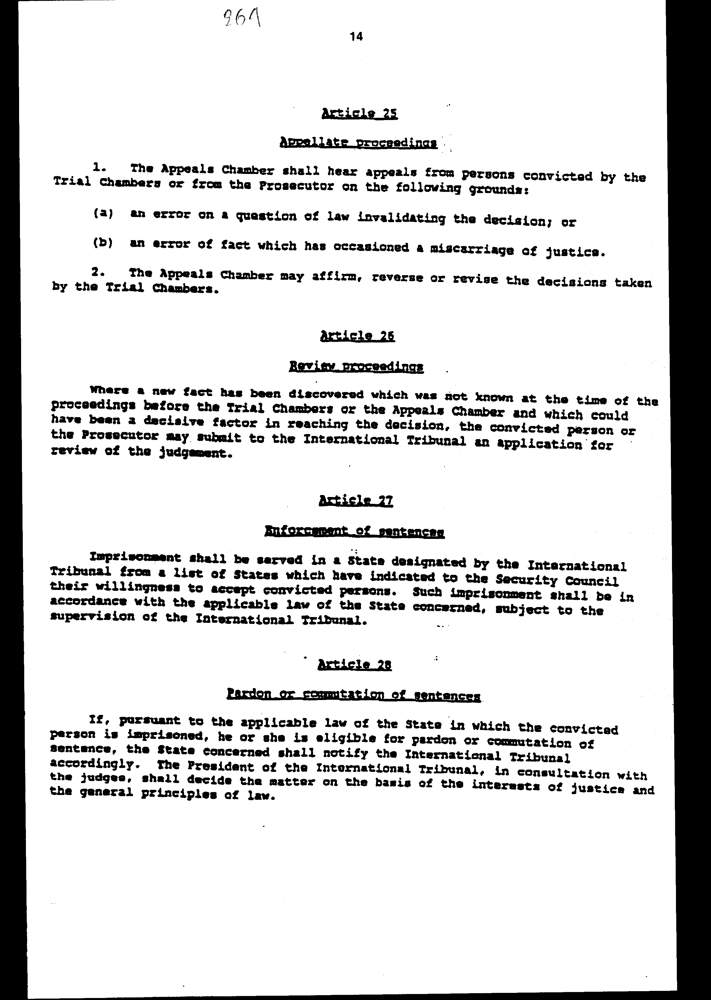 14
Article 25
Appellate proceedings
1. The Appeals Chamber shall hear appeals from persons convicted by the
Trial Chambers or from the Prosecutor on the following grounds:
(a) an error on a question of law invalidating the decision; or
(b) an error of fact which has occasioned a miscarriage of justice.
2. The Appeals Chamber may affirm, reverse or revise the decisions taken
by the Trial Chambers.
Article 26
Review proceedings
Where a new fact has been discovered which was not known at the time of the
proceedings before the Trial Chambers or the Appeals Chamber and which could
have been a decisive factor in reaching the decision, the convicted person or
the Prosecutor may submit to the International Tribunal an application for
review of the judgement.
Article 27
Enforcement of sentences
Imprisonment shall be served in a State designated by the International
Tribunal from a list of States which have indicated to the Security Council
their willingness to accept convicted persons. Such imprisonment shall be in
accordance with the applicable law of the State concerned, subject to the
supervision of the International Tribunal.
Article 28
Pardon or commutation of sentences
If, pursuant to the applicable law of the State in which the convicted
person is imprisoned, he or she is eligible for pardon or commutation of
sentence, the State concerned shall notify the International Tribunal
accordingly. The President of the International Tribunal, in consultation with
the judges, shall decide the matter on the basis of the interests of justice and
the general principles of law.